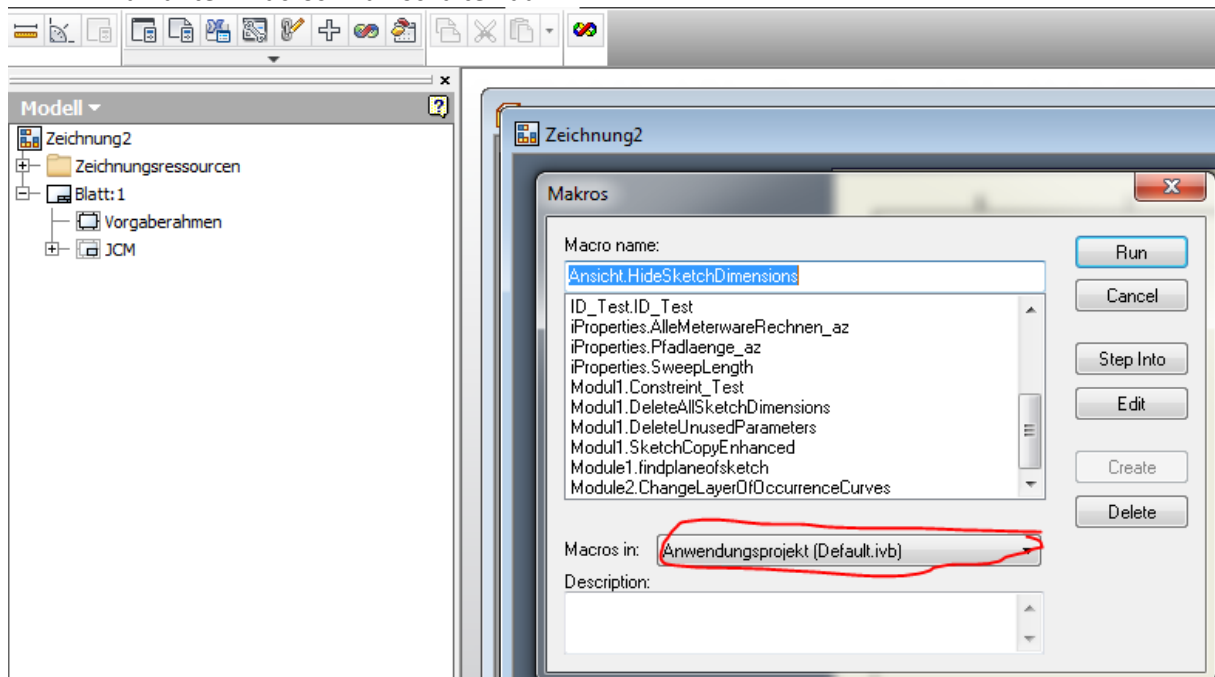 Modell
Zeichnung2
Zeichnungsressourcen
Blatt:1
Vorgaberahmen
JCM
Zeichnung2
Makros
Macro name:
Ansicht.HideSketchDimensions
ID_Test.ID_Test
iProperties.AlleMeterwareRechnen_az
iProperties.Pfadlaenge_az
iProperties.SweepLength
Modul1.Constreint_Test
Modul1.DeleteAllSketchDimensions
Modul1.DeleteUnusedParameters
Modul1.SketchCopyEnhanced
Module1.findplaneofsketch
Module2.ChangeLayerOfOccurrenceCurves
Run
Cancel
Step Into
Edit
Create
Delete
Macros in: Anwendungsprojekt (Default.ivb)
Description: